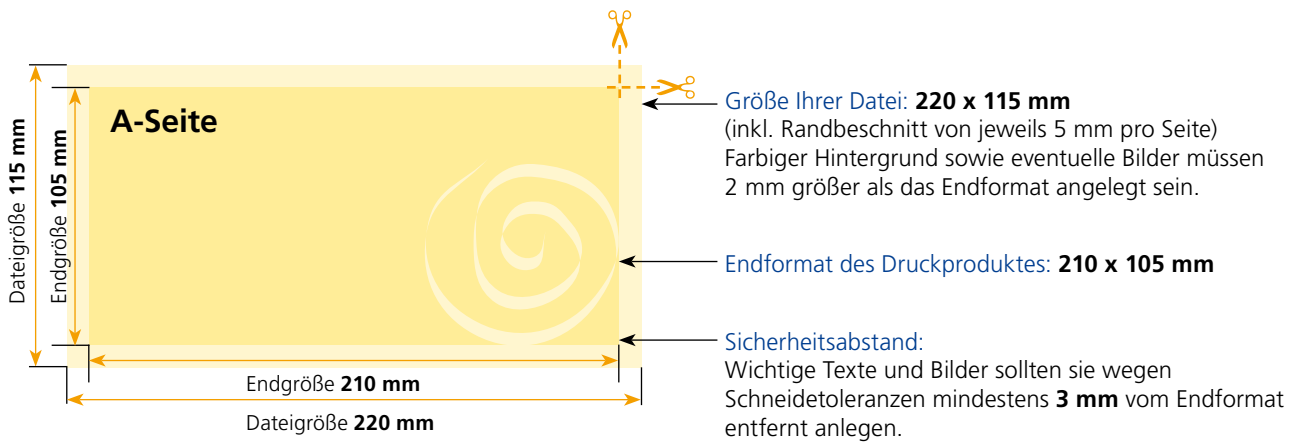 A-Seite
Dateigröße 115 mm
Endgröße 105 mm
Endgröße 210 mm
Dateigröße 220 mm
Größe Ihrer Datei: 220 x 115 mm
(inkl. Randbeschnitt von jeweils 5 mm pro Seite)
Farbiger Hintergrund sowie eventuelle Bilder müssen
2 mm größer als das Endformat angelegt sein.
Endformat des Druckproduktes: 210 x 105 mm
Sicherheitsabstand:
Wichtige Texte und Bilder sollten sie wegen
Schneidetoleranzen mindestens 3 mm vom Endformat
entfernt anlegen.